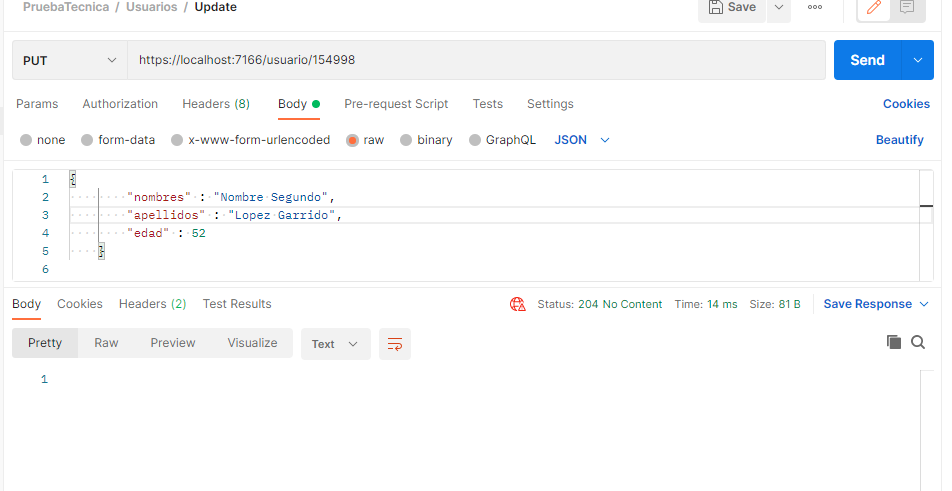 PruebaTecnica / Usuarios / Update
Save
PUT
https://localhost:7166/usuario/154998
Send
Params Authorization Headers (8) Body Pre-request Script Tests Settings Cookies
none form-data x-www-form-urlencoded raw binary GraphQL JSON Beautify
1 {
2 "nombres" : "Nombre Segundo",
3 "apellidos" : "Lopez Garrido",
4 "edad" : 52
5 }
6
Body Cookies Headers (2) Test Results Status: 204 No Content Time: 14 ms Size: 81 B Save Response
Pretty Raw Preview Visualize Text
1